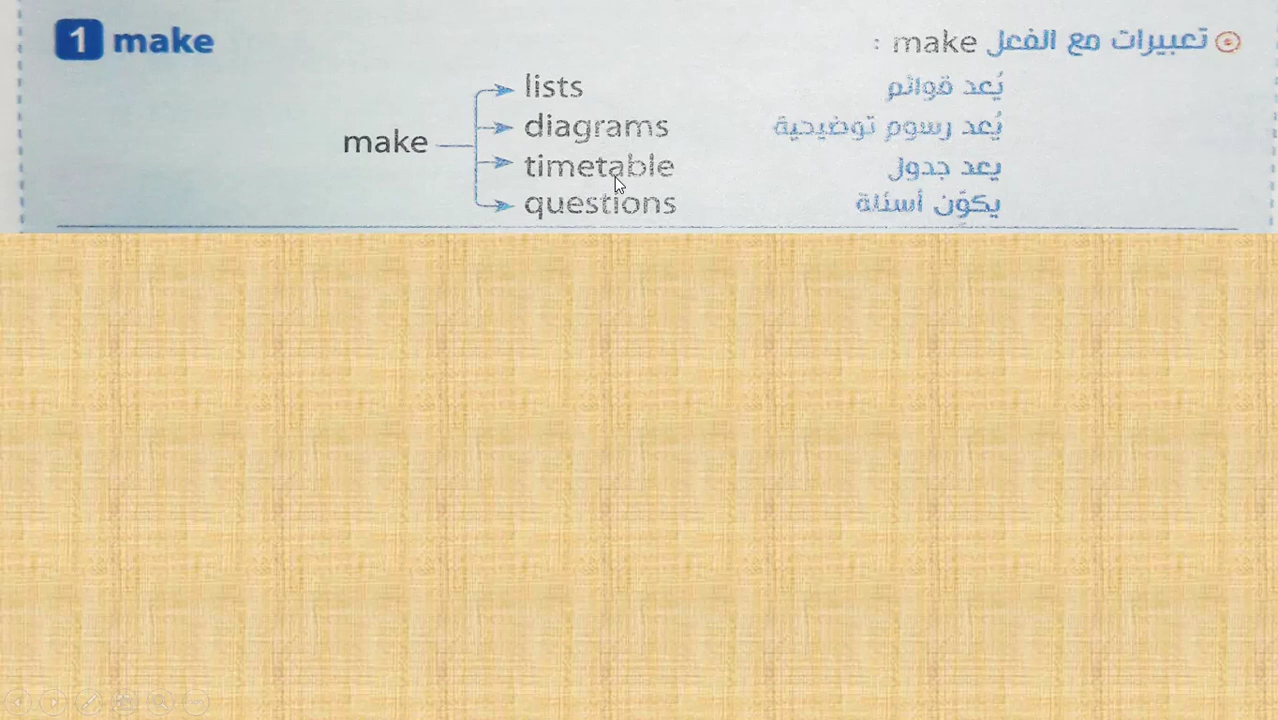 1 make
تعبيرات مع الفعل make :
make
lists يُعد قوائم
diagrams يُعد رسوم توضيحية
timetable يعد جدول
questions يكوّن أسئلة